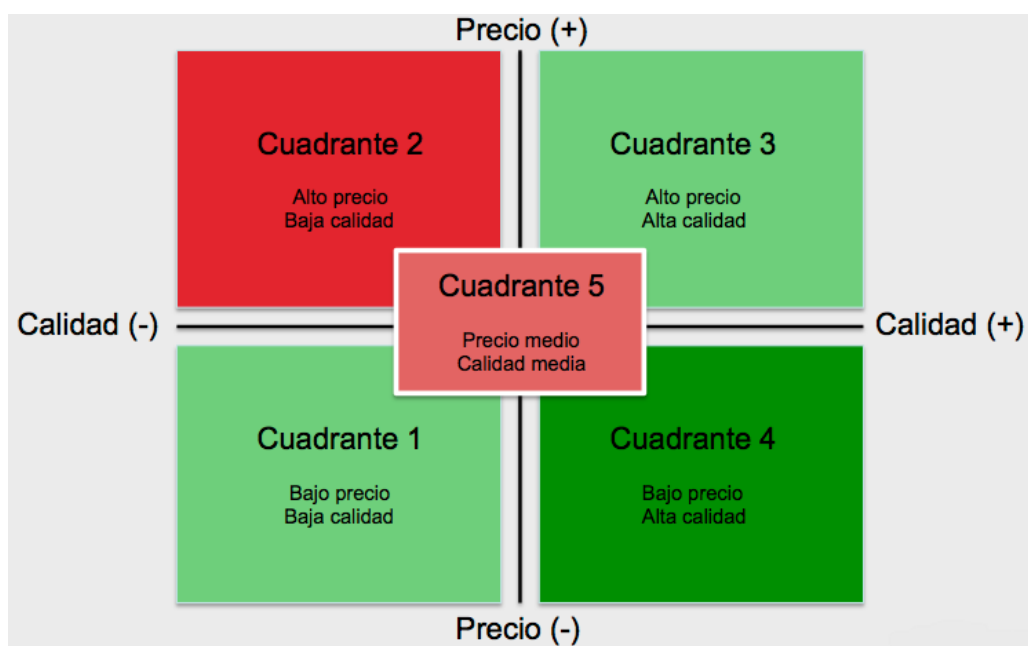 Precio (+)
Cuadrante 2
Alto precio
Baja calidad
Cuadrante 3
Alto precio
Alta calidad
Cuadrante 5
Precio medio
Calidad media
Calidad (-)
Calidad (+)
Cuadrante 1
Bajo precio
Baja calidad
Cuadrante 4
Bajo precio
Alta calidad
Precio (-)